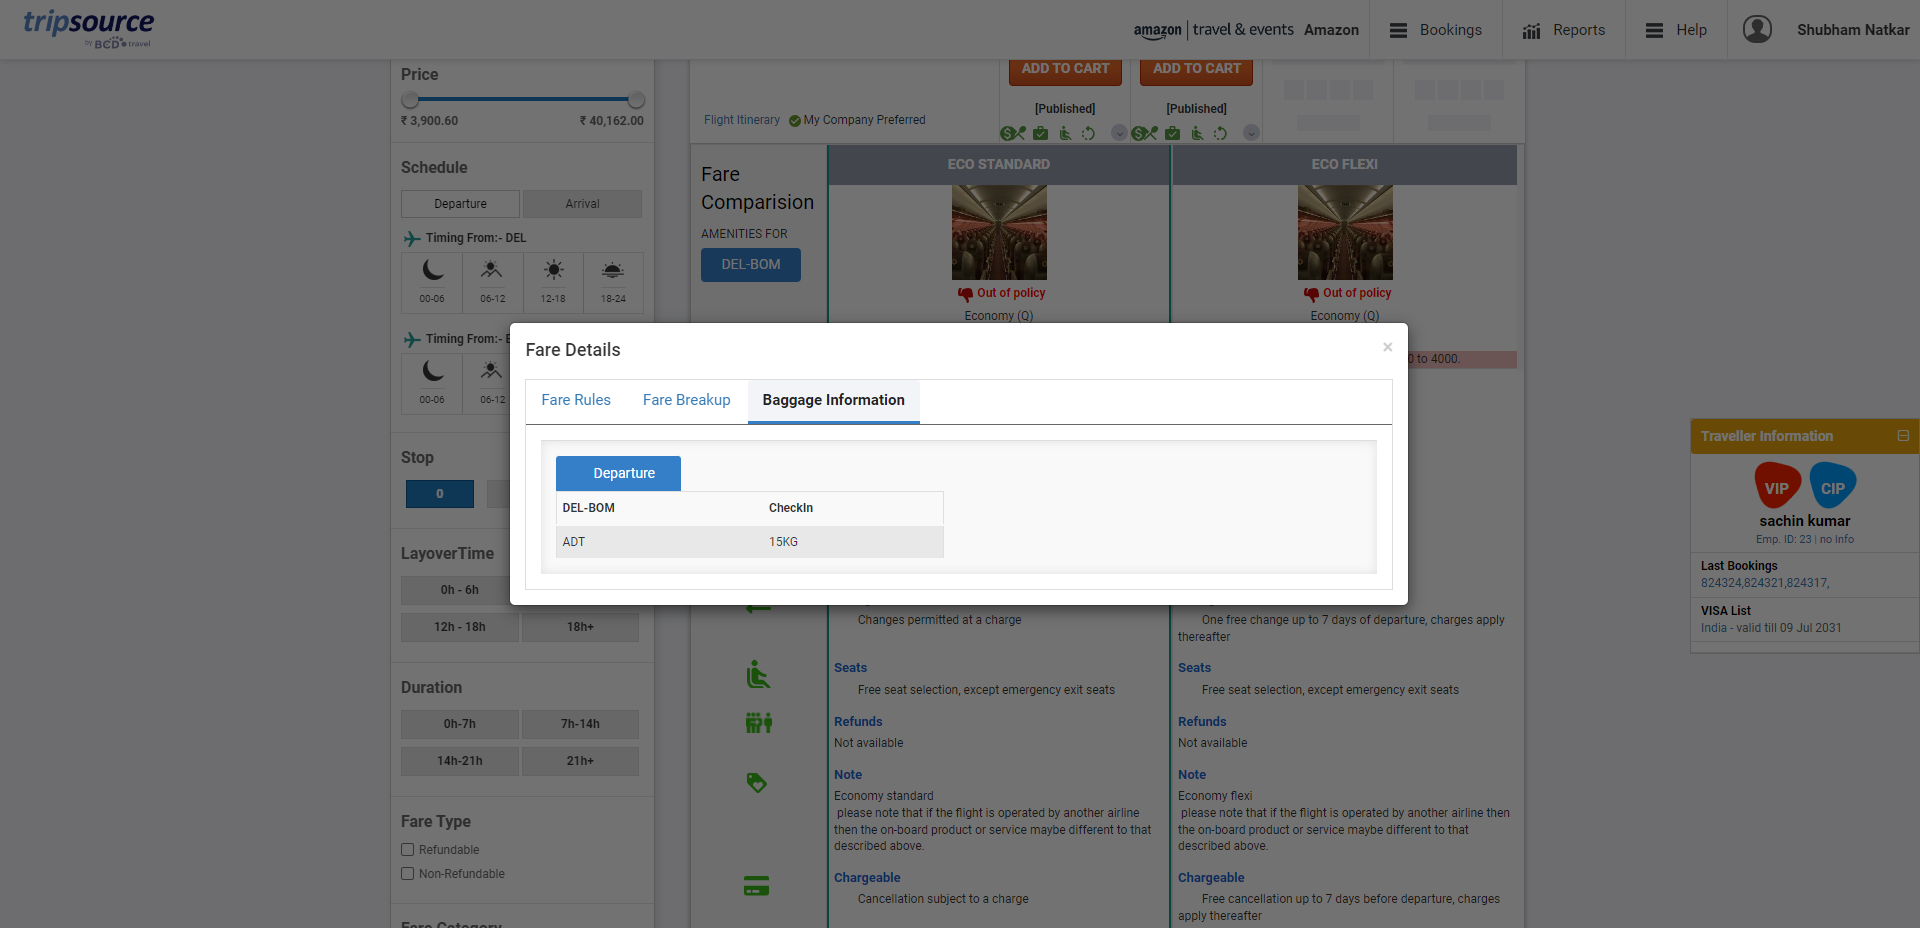 tripsource
by BCD travel
amazon | travel & events Amazon
Bookings
Reports
Help
Shubham Natkar
Price
₹ 3,900.60
₹ 40,162.00
Schedule
Departure
Arrival
Timing From:- DEL
00-06
06-12
12-18
18-24
Timing From:-
00-06
06-12
Stop
0
LayoverTime
0h - 6h
12h - 18h
18h+
Duration
0h-7h
7h-14h
14h-21h
21h+
Fare Type
Refundable
Non-Refundable
Fare Category
ADD TO CART
ADD TO CART
[Published]
[Published]
Flight Itinerary
My Company Preferred
Fare
Comparision
AMENITIES FOR
DEL-BOM
ECO STANDARD
ECO FLEXI
Out of policy
Out of policy
Economy (Q)
Economy (Q)
0 to 4000.
Fare Details
×
Fare Rules
Fare Breakup
Baggage Information
Departure
DEL-BOM
CheckIn
ADT
15KG
Changes permitted at a charge
One free change up to 7 days of departure, charges apply
thereafter
Seats
Seats
Free seat selection, except emergency exit seats
Free seat selection, except emergency exit seats
Refunds
Refunds
Not available
Not available
Note
Note
Economy standard
please note that if the flight is operated by another airline
then the on-board product or service maybe different to that
described above.
Economy flexi
please note that if the flight is operated by another airline then
the on-board product or service maybe different to that
described above.
Chargeable
Chargeable
Cancellation subject to a charge
Free cancellation up to 7 days before departure, charges
apply thereafter
Traveller Information
VIP
CIP
sachin kumar
Emp. ID: 23 | no Info
Last Bookings
824324,824321,824317,
VISA List
India - valid till 09 Jul 2031